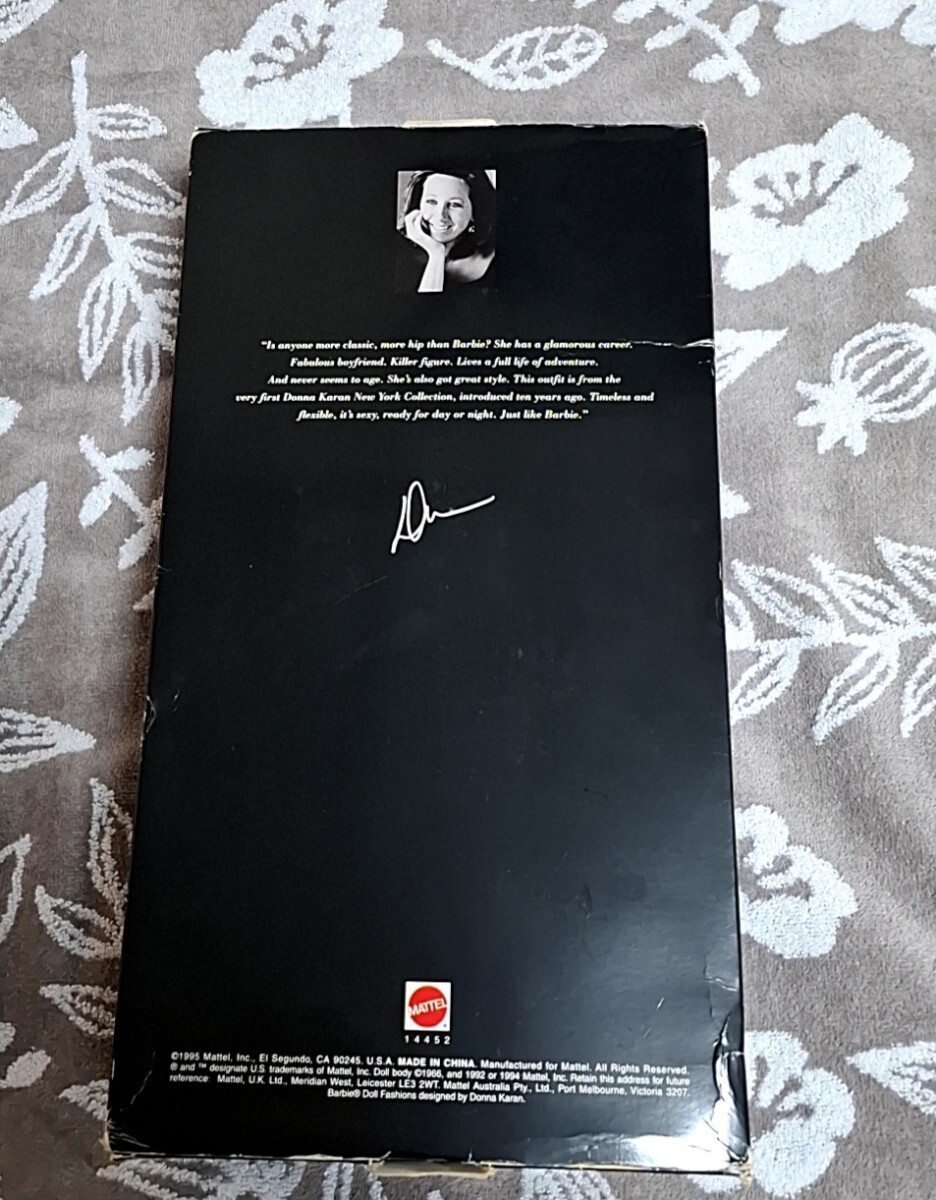 "Is anyone more classic, more hip than Barbie? She has a glamorous career.
Fabulous boyfriend. Killer figure. Lives a full life of adventure.
And never seems to age. She's also got great style. This outfit is from the
very first Donna Karan New York Collection, introduced ten years ago. Timeless and
flexible, it's sexy, ready for day or night. Just like Barbie."
MATTEL
14452
©1995 Mattel, Inc., El Segundo, CA 90245. U.S.A. MADE IN CHINA. Manufactured for Mattel. All Rights Reserved.
® and ™ designate U.S. trademarks of Mattel, Inc. Doll body ©1966, and 1992 or 1994 Mattel, Inc. Retain this address for future
reference: Mattel, U.K. Ltd., Meridian West, Leicester LE3 2WT. Mattel Australia Pty., Ltd., Port Melbourne, Victoria 3207.
Barbie® Doll Fashions designed by Donna Karan.